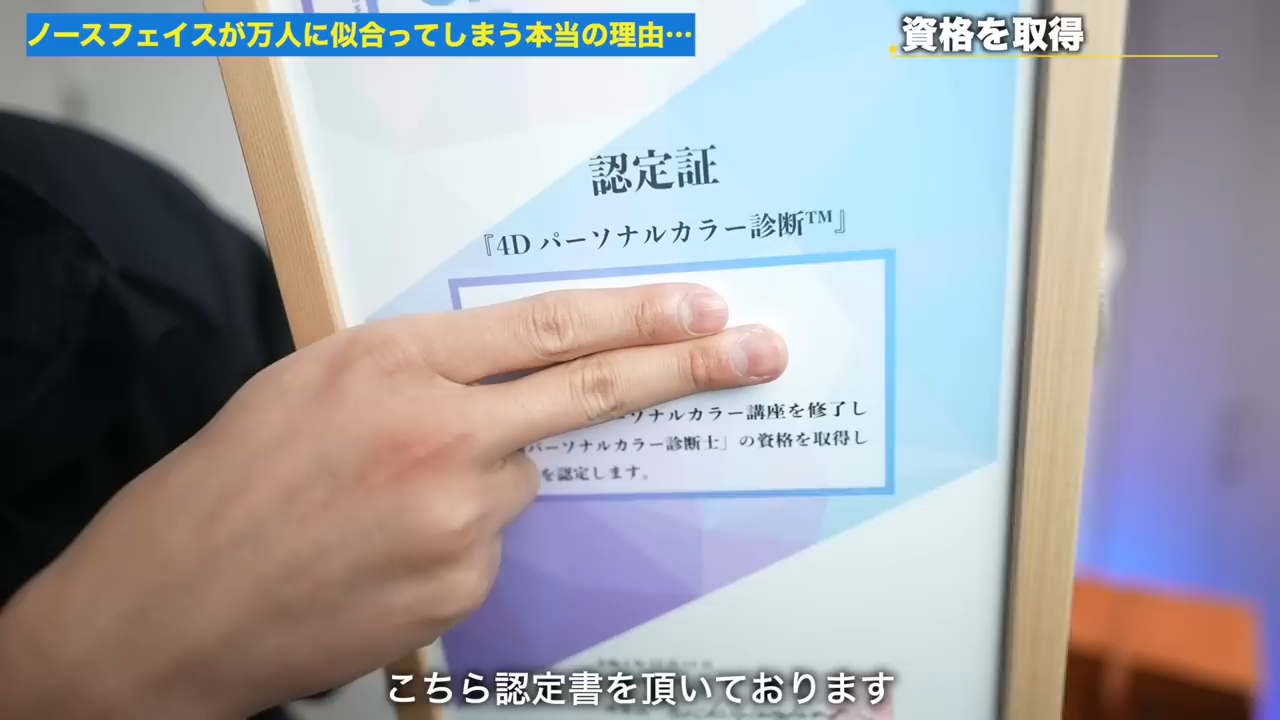 ノースフェイスが万人に似合ってしまう本当の理由…
資格を取得
認定証
『4D パーソナルカラー診断™』
ーソナルカラー講座を修了し
パーソナルカラー診断士」の資格を取得し
を認定します。
こちら認定書を頂いております